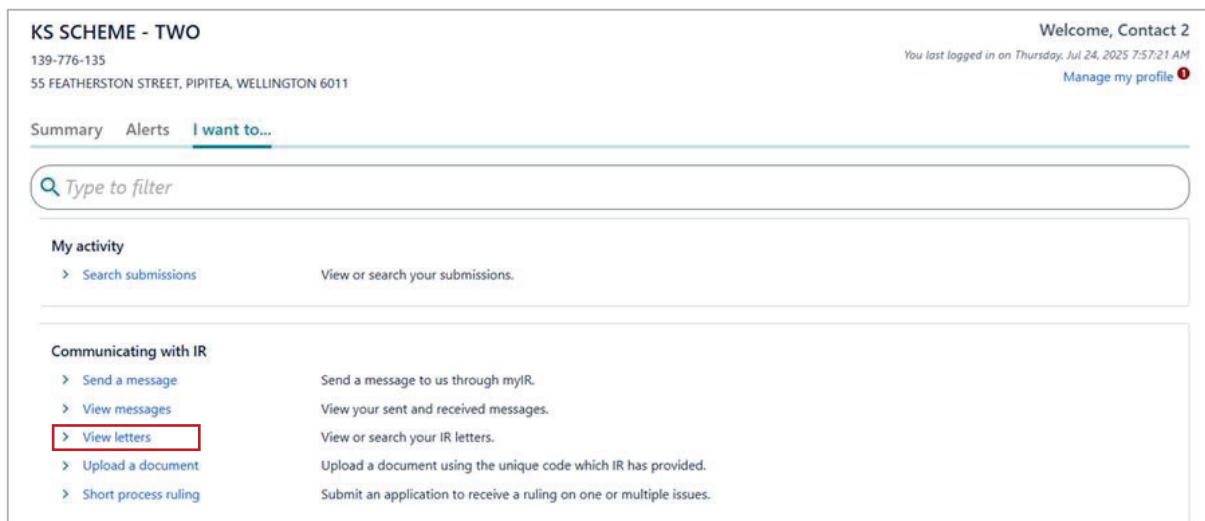 KS SCHEME - TWO
Welcome, Contact 2
139-776-135
You last logged in on Thursday, Jul 24, 2025 7:57:21 AM
55 FEATHERSTON STREET, PIPITEA, WELLINGTON 6011
Manage my profile 1
Summary Alerts I want to...
Type to filter
My activity
> Search submissions View or search your submissions.
Communicating with IR
> Send a message Send a message to us through myIR.
> View messages View your sent and received messages.
> View letters View or search your IR letters.
> Upload a document Upload a document using the unique code which IR has provided.
> Short process ruling Submit an application to receive a ruling on one or multiple issues.